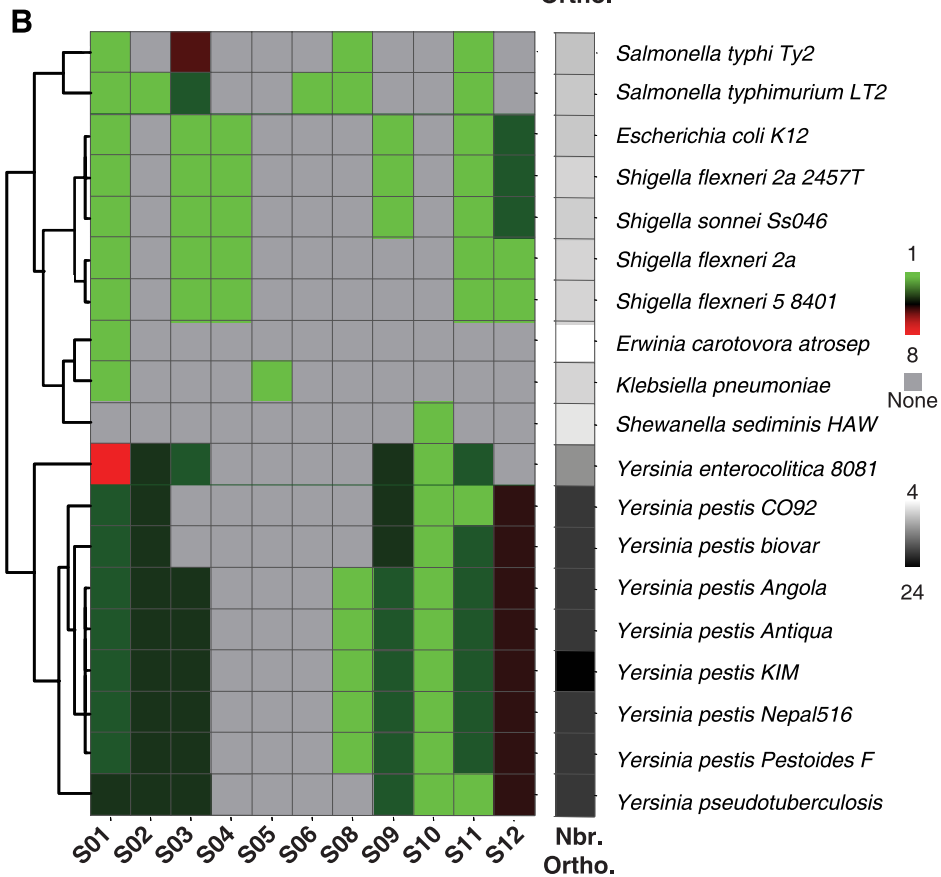 Ortho.
B
Salmonella typhi Ty2
Salmonella typhimurium LT2
Escherichia coli K12
Shigella flexneri 2a 2457T
Shigella sonnei Ss046
Shigella flexneri 2a
Shigella flexneri 5 8401
Erwinia carotovora atrosep
Klebsiella pneumoniae
Shewanella sediminis HAW
Yersinia enterocolitica 8081
Yersinia pestis CO92
Yersinia pestis biovar
Yersinia pestis Angola
Yersinia pestis Antiqua
Yersinia pestis KIM
Yersinia pestis Nepal516
Yersinia pestis Pestoides F
Yersinia pseudotuberculosis
1
8
None
4
24
S01 S02 S03 S04 S05 S06 S08 S09 S10 S11 S12
Nbr.
Ortho.